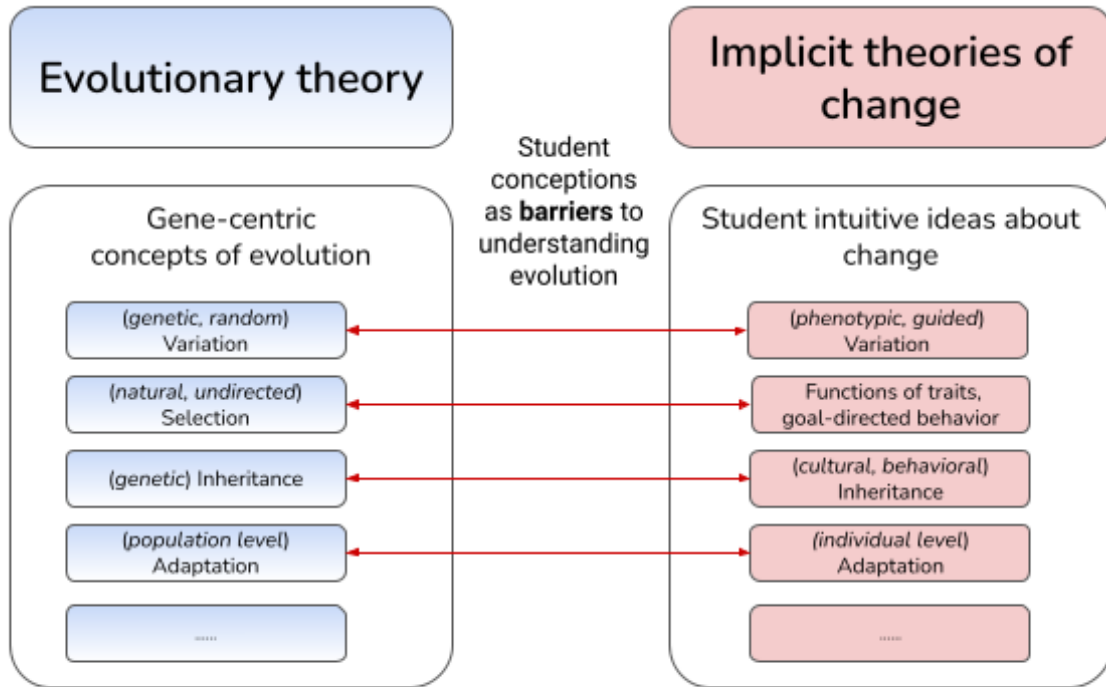 Evolutionary theory
Implicit theories of
change
Student
conceptions
as barriers to
understanding
evolution
Gene-centric
concepts of evolution
(genetic, random)
Variation
(natural, undirected)
Selection
(genetic) Inheritance
(population level)
Adaptation
.....
Student intuitive ideas about
change
(phenotypic, guided)
Variation
Functions of traits,
goal-directed behavior
(cultural, behavioral)
Inheritance
(individual level)
Adaptation
.....